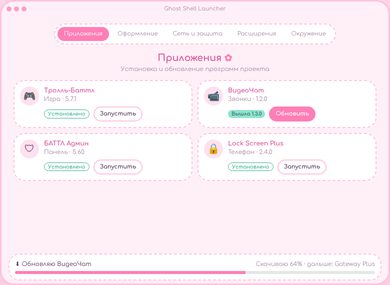 Ghost Shell Launcher
Приложения Оформление Сеть и защита Расширения Окружение
Приложения ✿
Установка и обновление программ проекта
Тролль-Баттл
Игра · 5.7.1
Установлено Запустить
ВидеоЧат
Звонки · 1.2.0
Вышла 1.3.0 Обновить
БАТТЛ Админ
Панель · 5.60
Установлено Запустить
Lock Screen Plus
Телефон · 2.4.0
Установлено Запустить
⬇ Обновляю ВидеоЧат
Скачиваю 64% · дальше: Gateway Plus